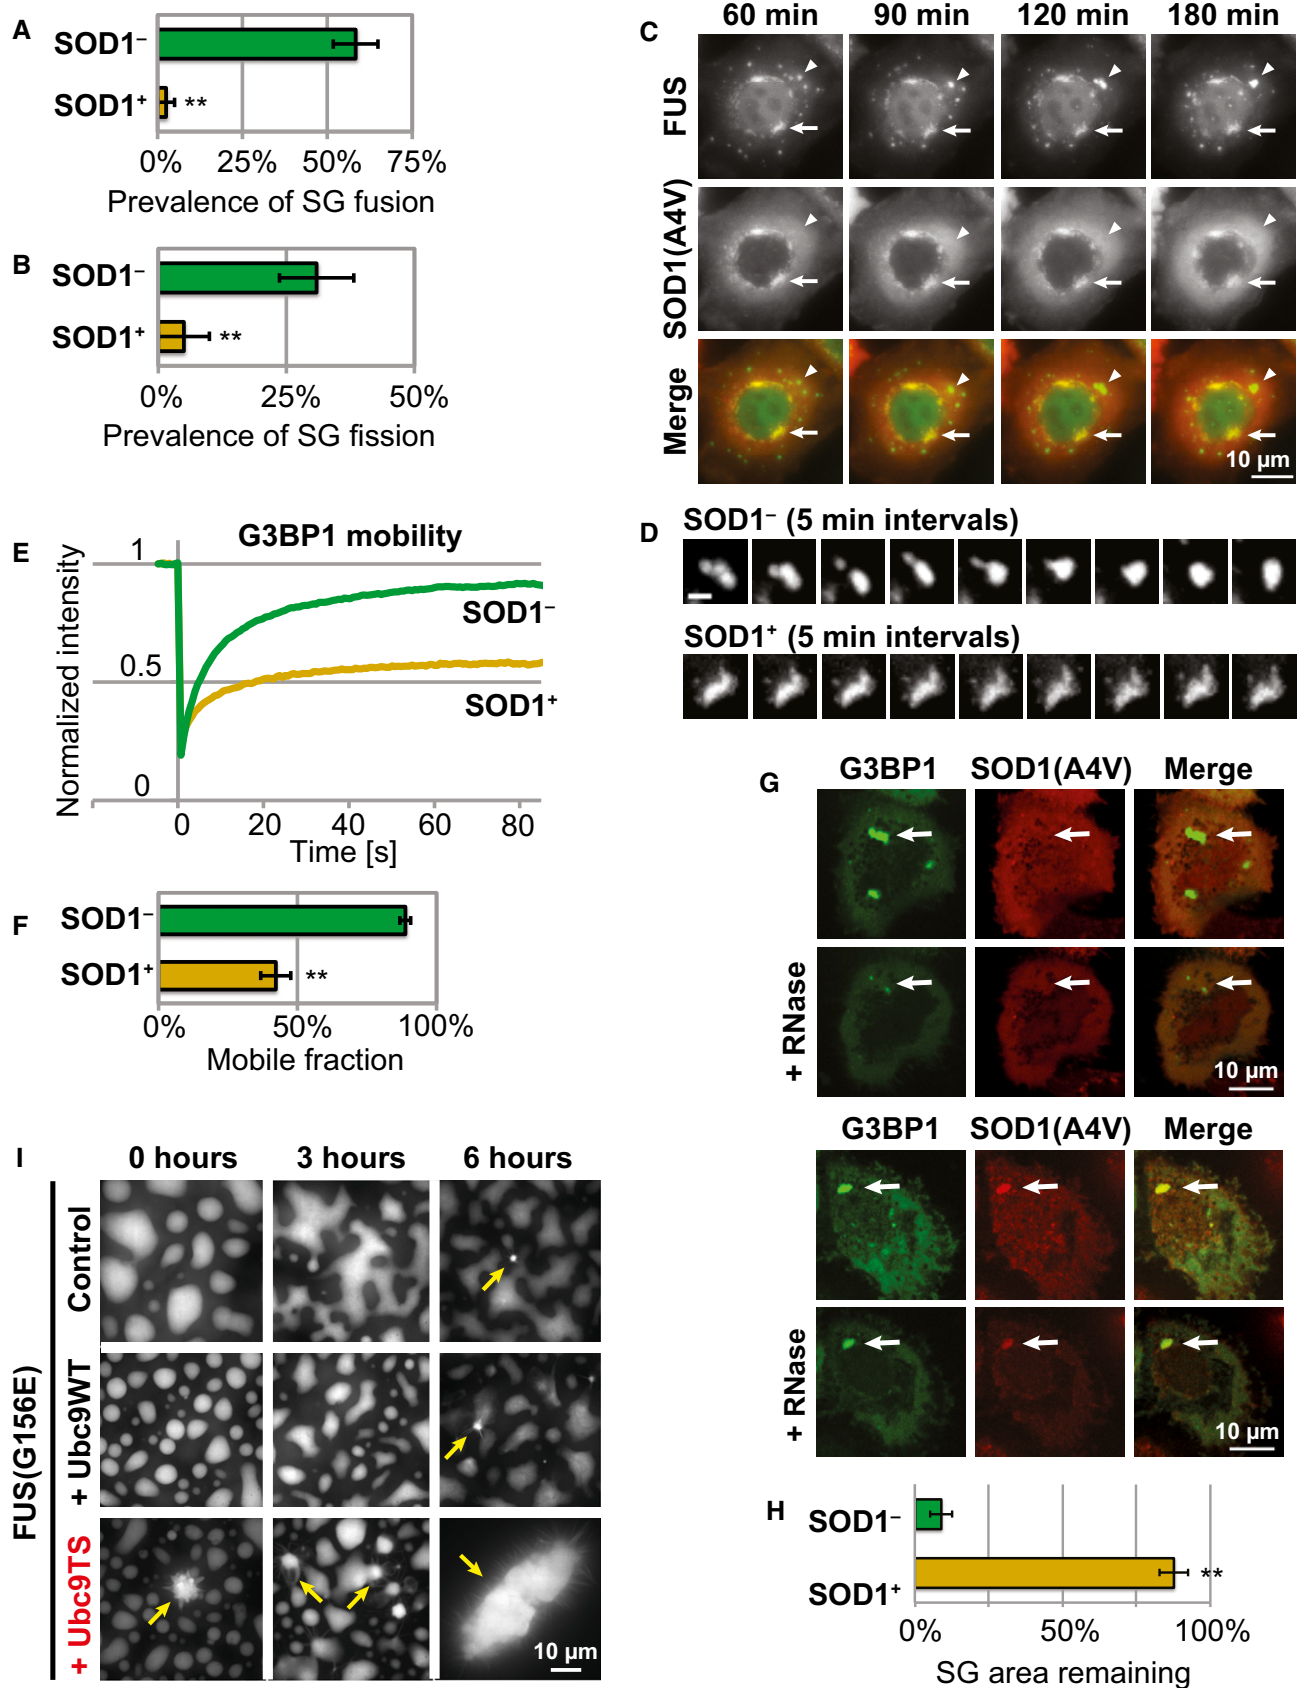 A
SOD1⁻
SOD1⁺
**
0% 25% 50% 75%
Prevalence of SG fusion
B
SOD1⁻
SOD1⁺
**
0% 25% 50%
Prevalence of SG fission
C
60 min 90 min 120 min 180 min
FUS
SOD1(A4V)
Merge
10 µm
D
SOD1⁻ (5 min intervals)
SOD1⁺ (5 min intervals)
E
G3BP1 mobility
Normalized intensity
1
0.5
0
SOD1⁻
SOD1⁺
0 20 40 60 80
Time [s]
F
SOD1⁻
SOD1⁺
**
0% 50% 100%
Mobile fraction
G
G3BP1 SOD1(A4V) Merge
+ RNase
10 µm
G3BP1 SOD1(A4V) Merge
+ RNase
10 µm
H
SOD1⁻
SOD1⁺
**
0% 50% 100%
SG area remaining
I
0 hours 3 hours 6 hours
FUS(G156E)
Control
+ Ubc9WT
+ Ubc9TS
10 µm